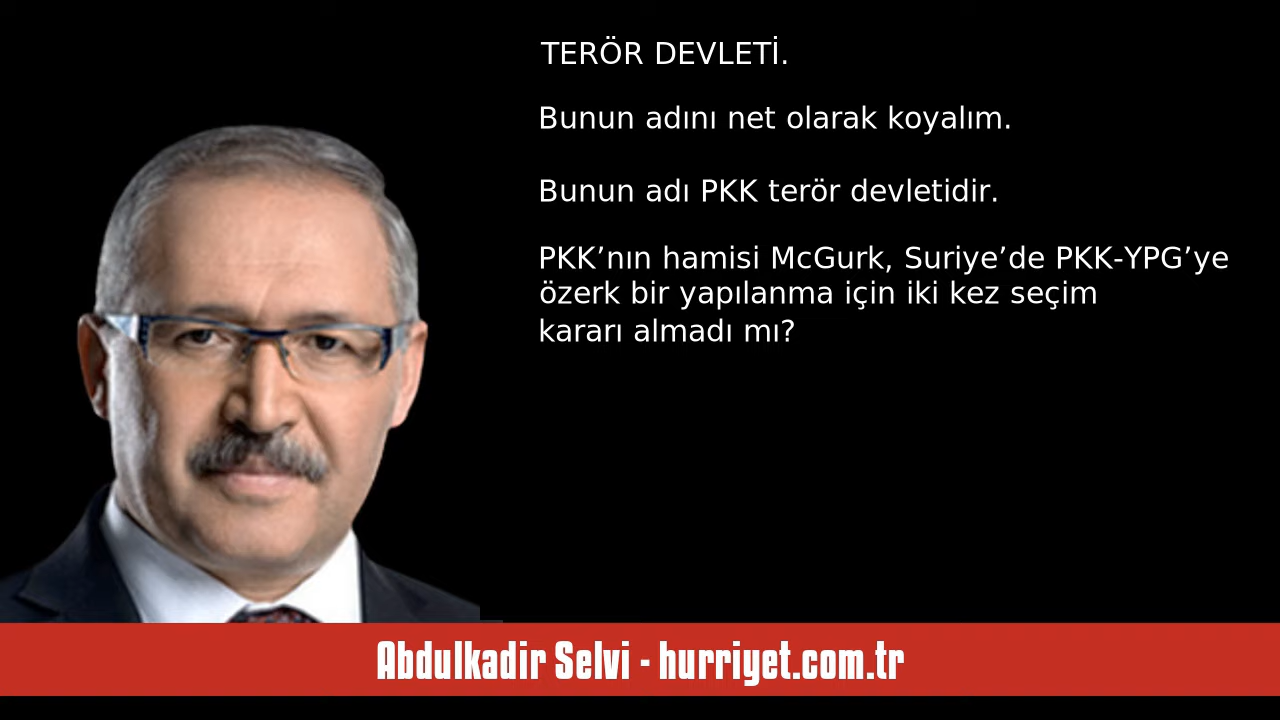 TERÖR DEVLETİ.
Bunun adını net olarak koyalım.
Bunun adı PKK terör devletidir.
PKK’nın hamisi McGurk, Suriye’de PKK-YPG’ye
özerk bir yapılanma için iki kez seçim
kararı almadı mı?
Abdulkadir Selvi - hurriyet.com.tr